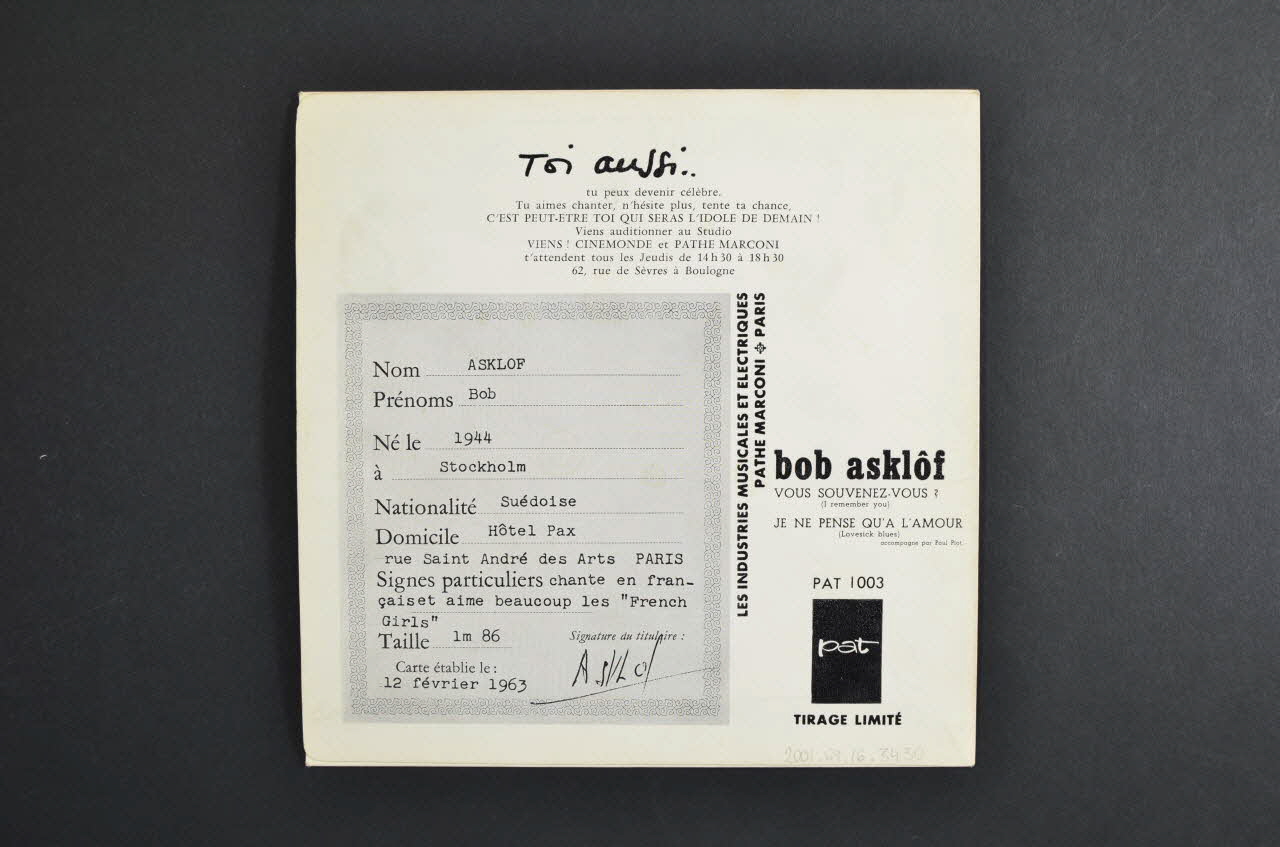 Toi aussi..
tu peux devenir célèbre.
Tu aimes chanter, n'hésite plus, tente ta chance,
C'EST PEUT-ETRE TOI QUI SERAS L'IDOLE DE DEMAIN !
Viens auditionner au Studio
VIENS ! CINEMONDE et PATHE MARCONI
t'attendent tous les Jeudis de 14 h 30 à 18 h 30
62, rue de Sèvres à Boulogne
Nom ASKLOF
Prénoms Bob
Né le 1944
à Stockholm
Nationalité Suédoise
Domicile Hôtel Pax
rue Saint André des Arts PARIS
Signes particuliers chante en fran-
çaiset aime beaucoup les "French
Girls"
Taille 1m 86
Signature du titulaire :
Asklof
Carte établie le :
12 février 1963
LES INDUSTRIES MUSICALES ET ELECTRIQUES
PATHE MARCONI PARIS
bob asklôf
VOUS SOUVENEZ-VOUS ?
(I remember you)
JE NE PENSE QU'A L'AMOUR
(Lovesick blues)
accompagné par Paul Piot.
PAT 1003
pat
TIRAGE LIMITÉ